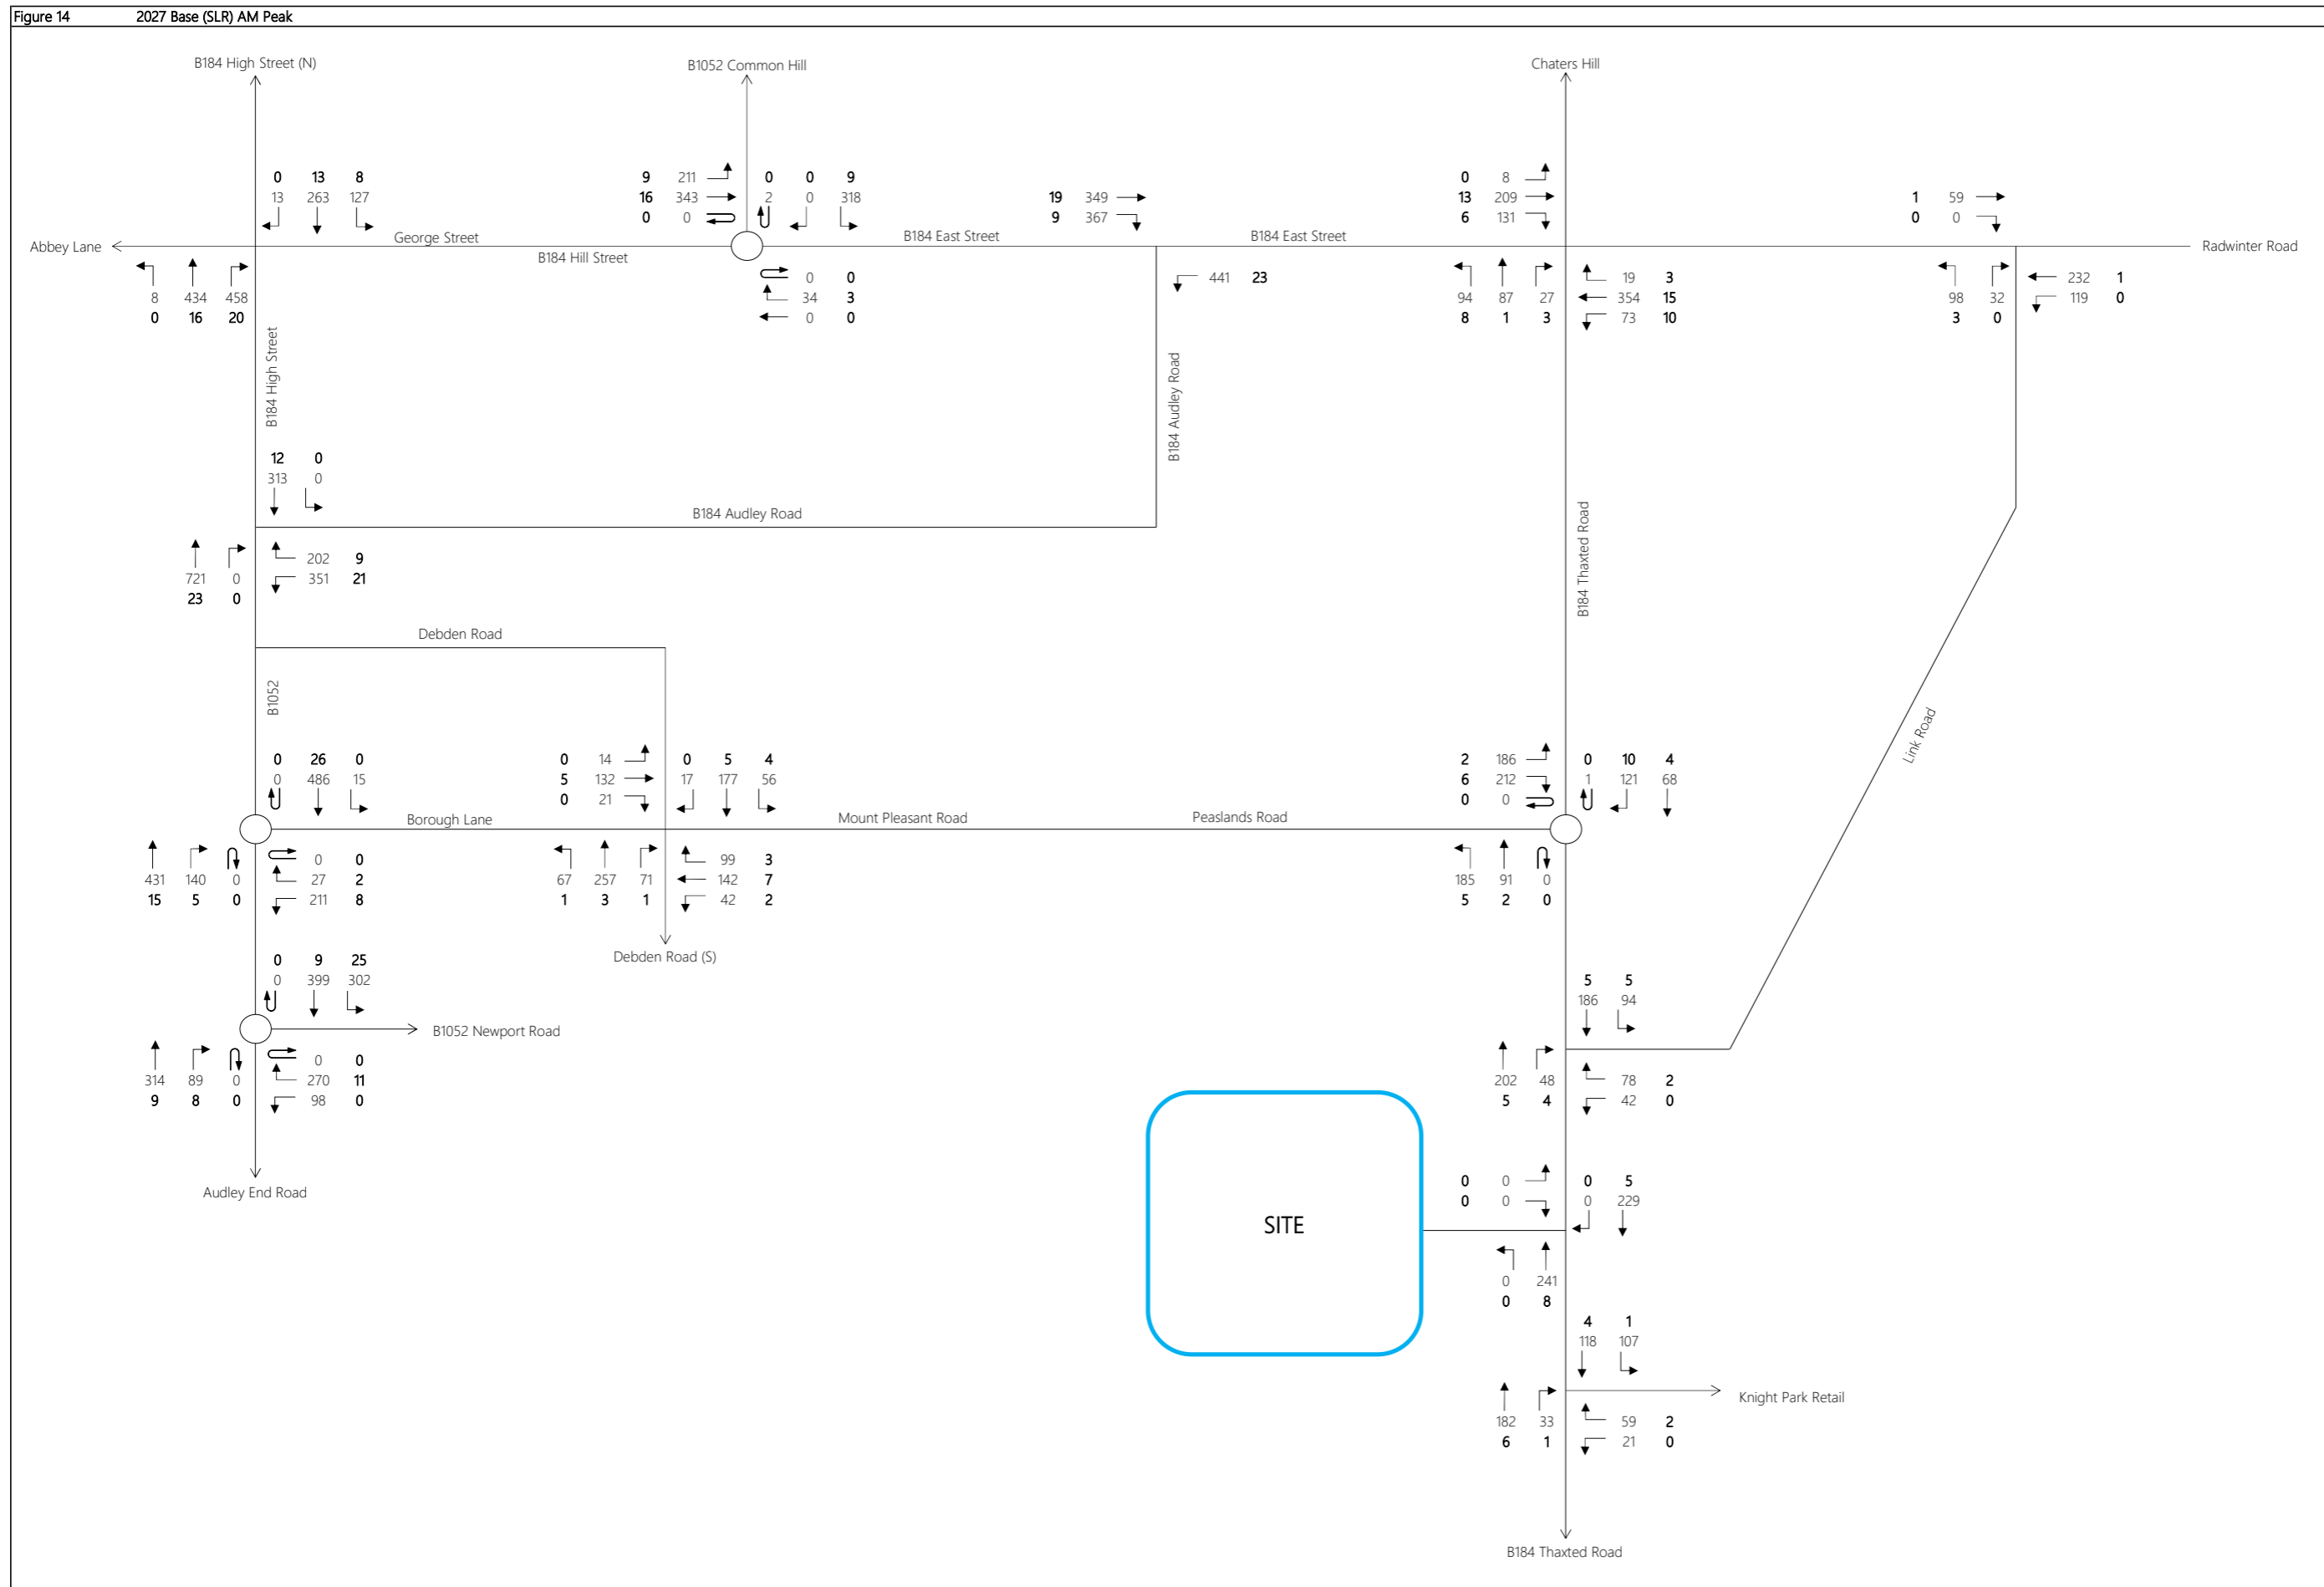 Figure 14 2027 Base (SLR) AM Peak
B184 High Street (N) B1052 Common Hill Chaters Hill
0 13 8 9 211 0 0 9 0 8
13 263 127 16 343 2 0 318 19 349 13 209 1 59
0 0 9 367 6 131 0 0
Abbey Lane George Street B184 East Street B184 East Street Radwinter Road
B184 Hill Street
0 0 441 23 19 3 232 1
8 434 458 34 3 94 87 27 354 15 98 32 119 0
0 16 20 0 0 8 1 3 73 10 3 0
B184 High Street
B184 Audley Road
12 0
313 0
B184 Audley Road
B184 Thaxted Road
202 9
721 0 351 21
23 0
Debden Road
B1052
Link Road
0 26 0 0 14 0 5 4 2 186 0 10 4
0 486 15 5 132 17 177 56 6 212 1 121 68
0 21 0 0
Borough Lane Mount Pleasant Road Peaslands Road
0 0 99 3
431 140 0 27 2 67 257 71 142 7 185 91 0
15 5 0 211 8 1 3 1 42 2 5 2 0
Debden Road (S)
0 9 25
0 399 302 5 5
186 94
B1052 Newport Road
0 0
314 89 0 270 11 202 48 78 2
9 8 0 98 0 5 4 42 0
Audley End Road
0 0 0 5
0 0 0 229
SITE
0 241
0 8
4 1
118 107
Knight Park Retail
182 33 59 2
6 1 21 0
B184 Thaxted Road